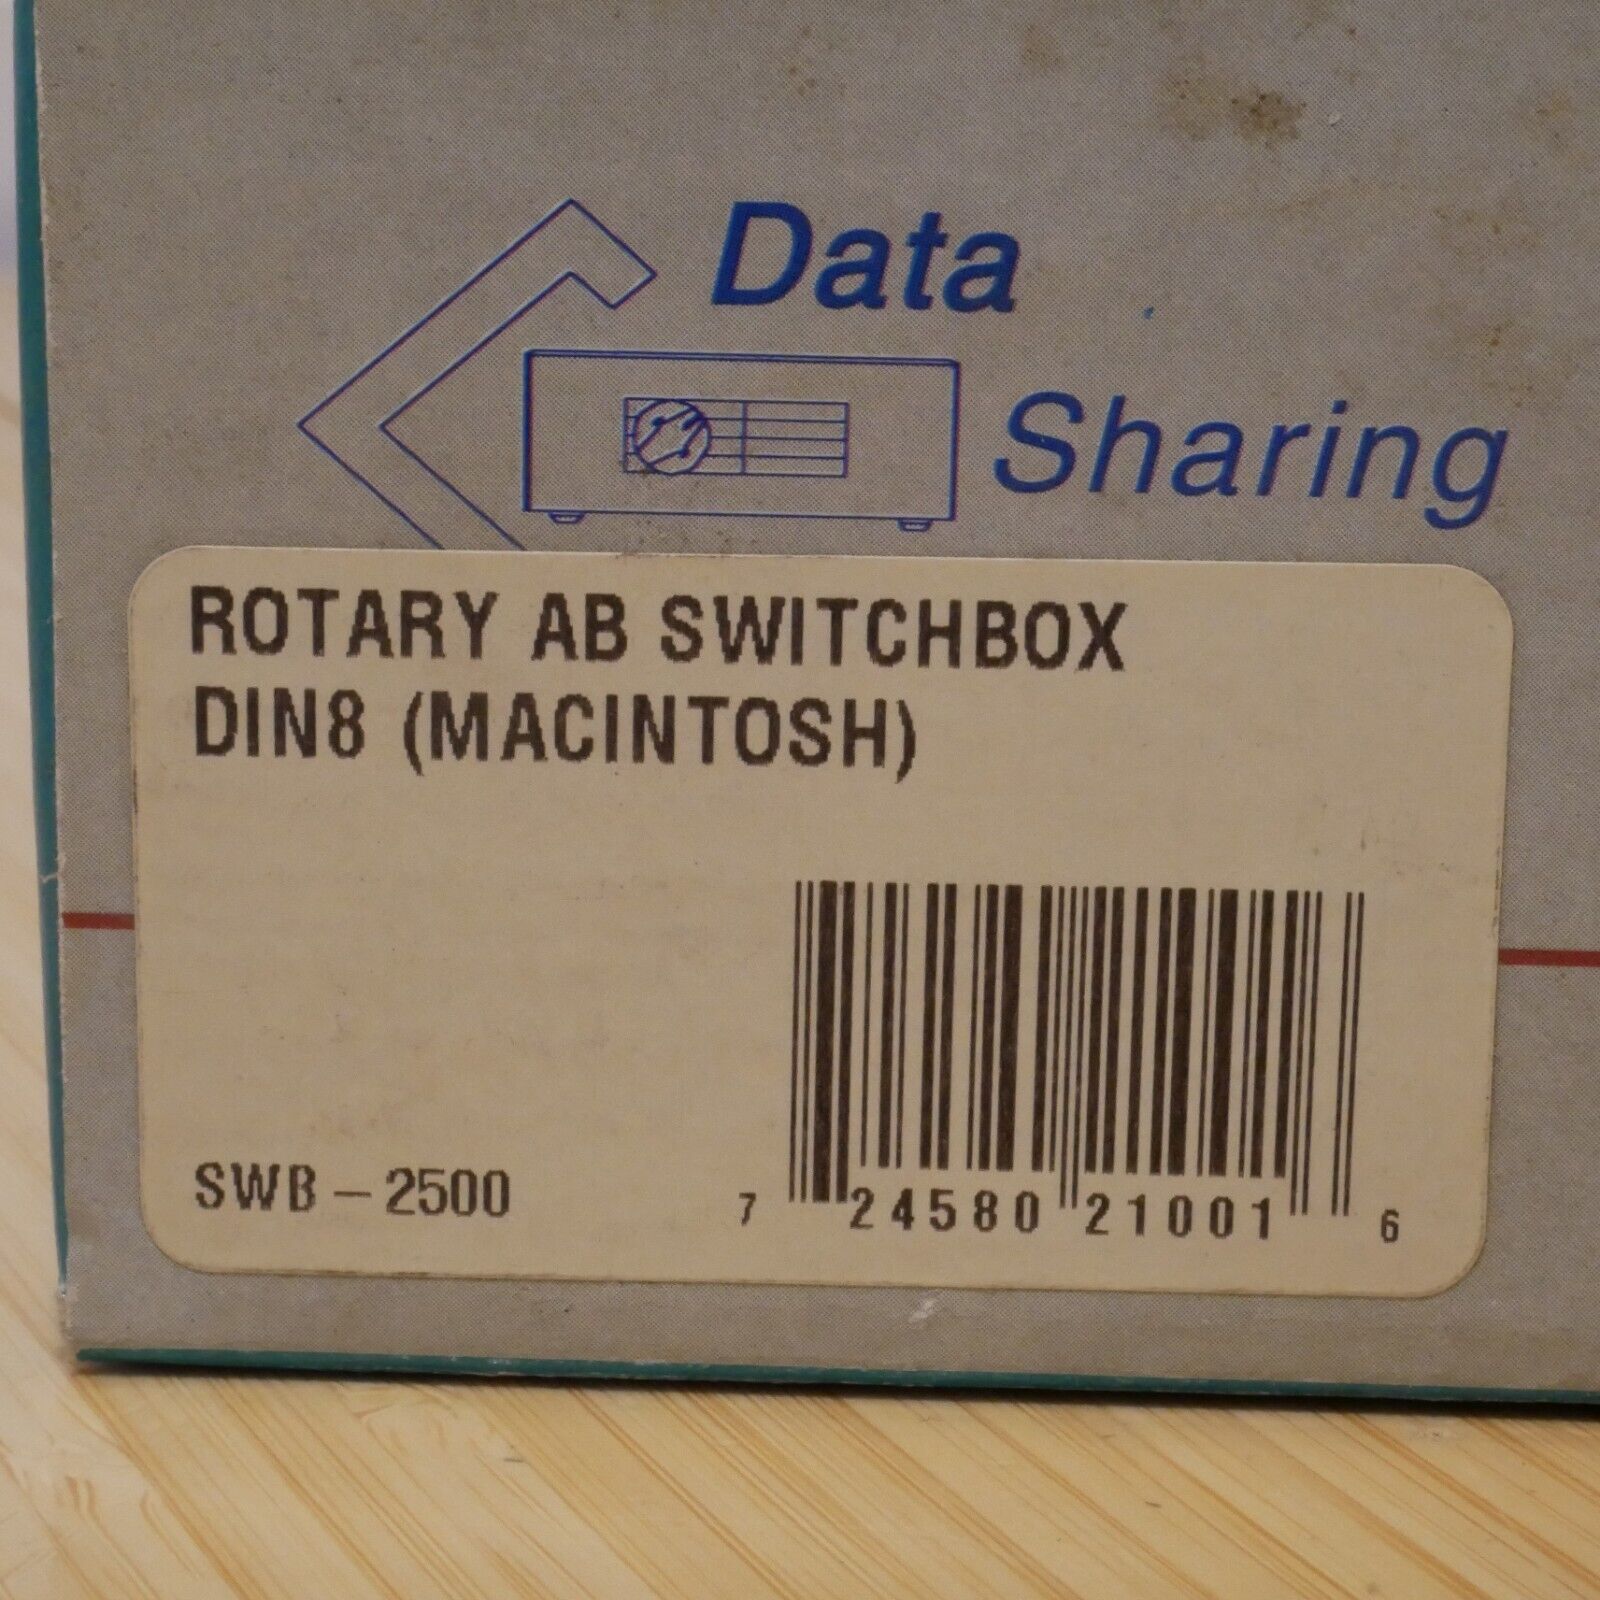 Data
Sharing
ROTARY AB SWITCHBOX
DIN8 (MACINTOSH)
SWB-2500
7 24580 21001 6